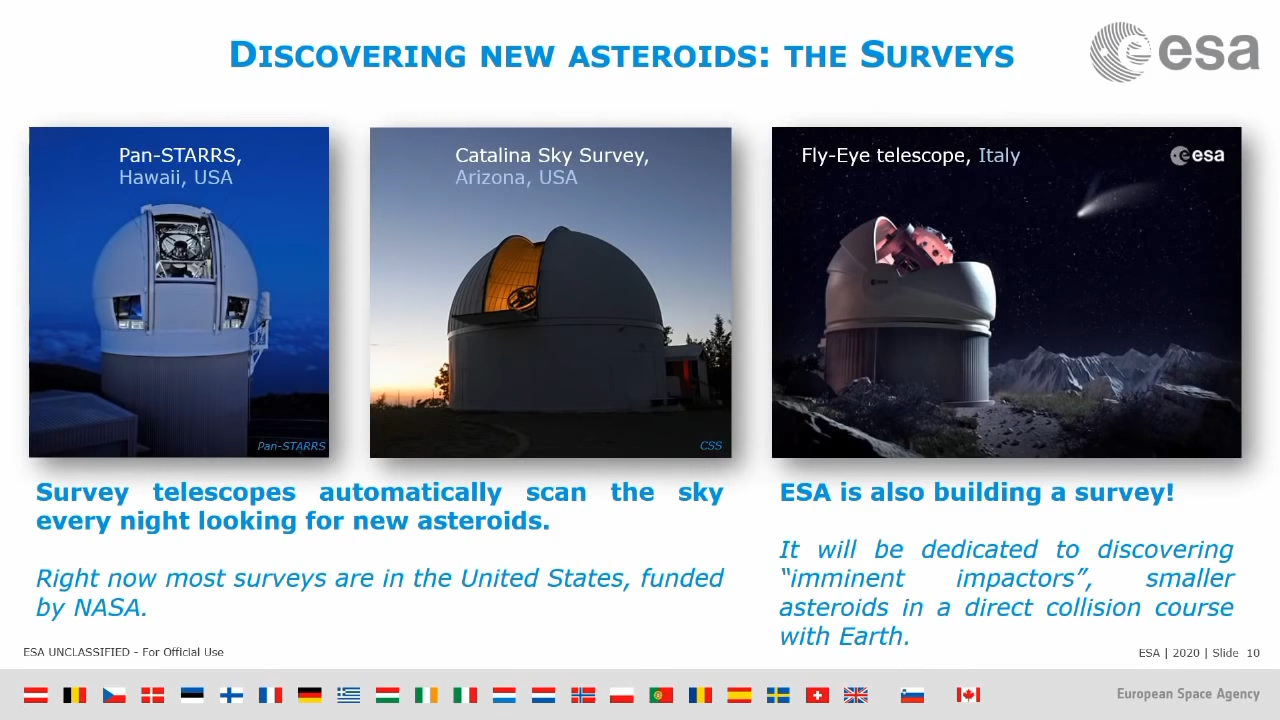 DISCOVERING NEW ASTEROIDS: THE SURVEYS
esa
Pan-STARRS,
Hawaii, USA
Pan-STARRS
Catalina Sky Survey,
Arizona, USA
CSS
Fly-Eye telescope, Italy
esa
esa
Survey telescopes automatically scan the sky
every night looking for new asteroids.
Right now most surveys are in the United States, funded
by NASA.
ESA is also building a survey!
It will be dedicated to discovering
“imminent impactors”, smaller
asteroids in a direct collision course
with Earth.
ESA UNCLASSIFIED - For Official Use
ESA | 2020 | Slide 10
European Space Agency